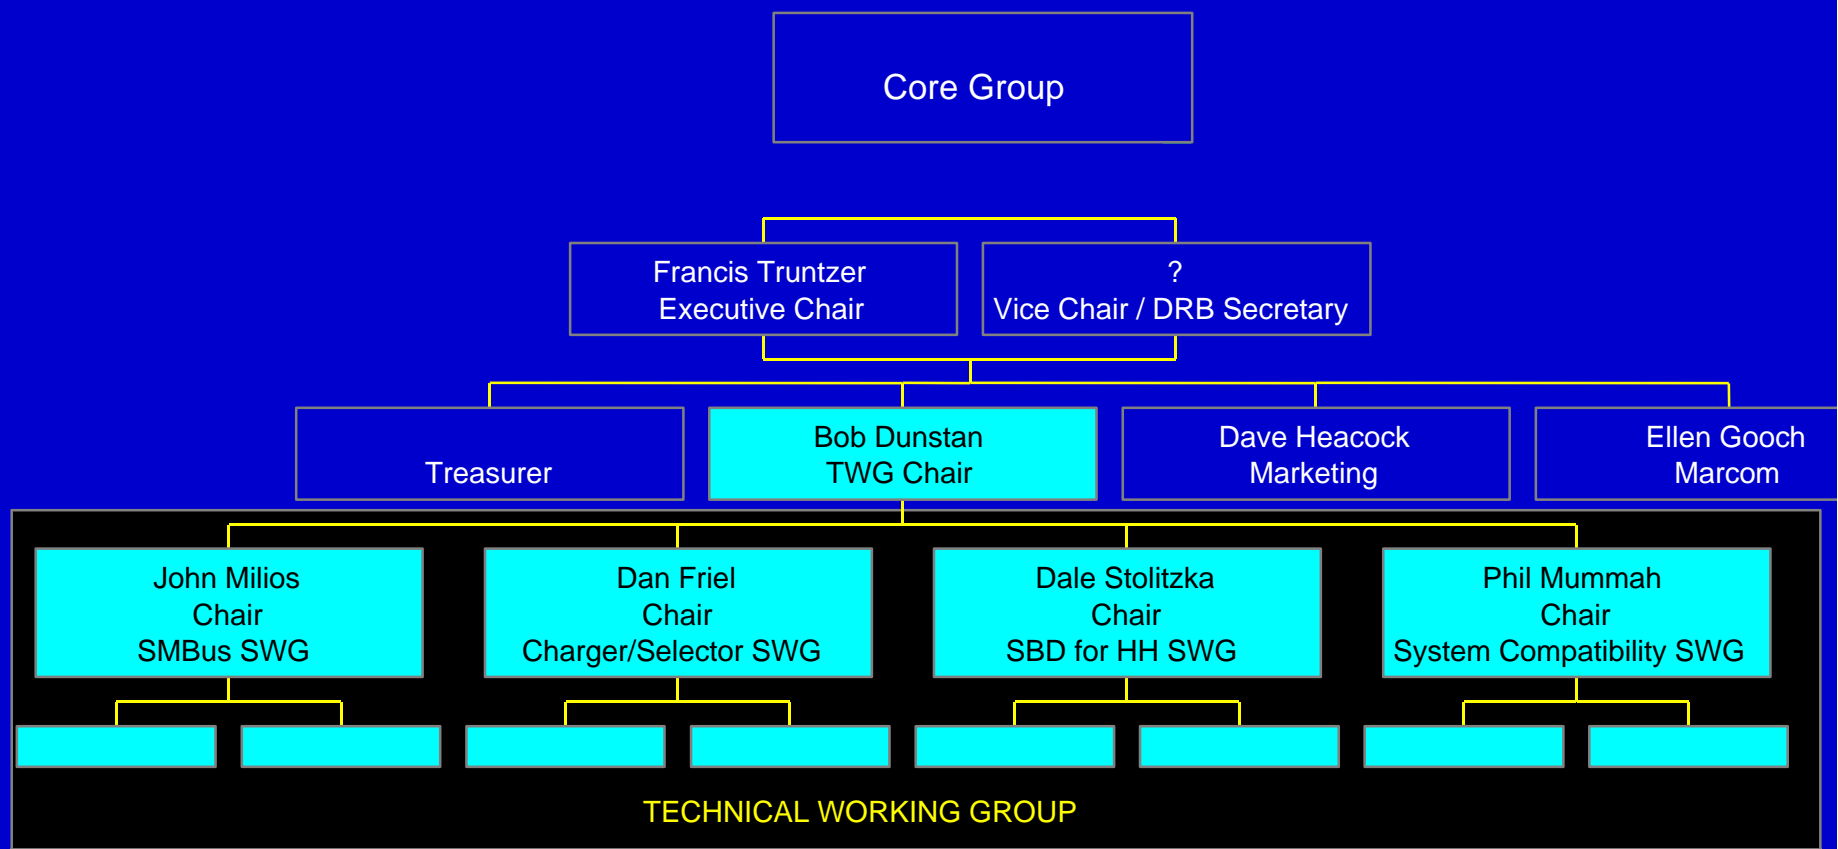 Core Group
Francis Truntzer
Executive Chair
?
Vice Chair / DRB Secretary
Treasurer
Bob Dunstan
TWG Chair
Dave Heacock
Marketing
Ellen Gooch
Marcom
John Milios
Chair
SMBus SWG
Dan Friel
Chair
Charger/Selector SWG
Dale Stolitzka
Chair
SBD for HH SWG
Phil Mummah
Chair
System Compatibility SWG
TECHNICAL WORKING GROUP